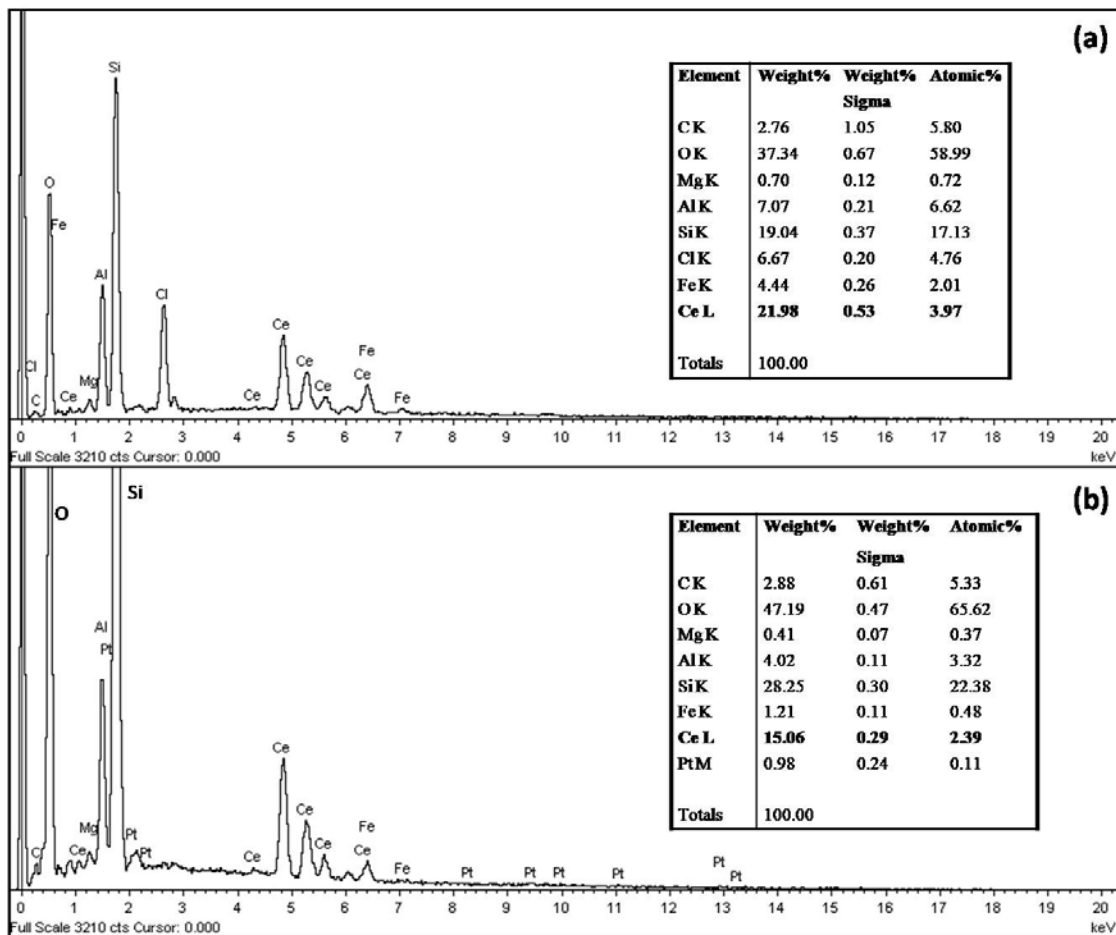 (a)
Si
O
Fe
Al
Cl
Ce
Ce
Fe
Cl
Mg
Ce
Ce
C
Ce
Ce
Fe
Element Weight% Weight% Atomic%
Sigma
C K 2.76 1.05 5.80
O K 37.34 0.67 58.99
Mg K 0.70 0.12 0.72
Al K 7.07 0.21 6.62
Si K 19.04 0.37 17.13
Cl K 6.67 0.20 4.76
Fe K 4.44 0.26 2.01
Ce L 21.98 0.53 3.97
Totals 100.00
0 1 2 3 4 5 6 7 8 9 10 11 12 13 14 15 16 17 18 19 20
Full Scale 3210 cts Cursor: 0.000 keV
(b)
Si
O
Al
Pt
Ce
Ce
Fe
Mg
Pt
Ce
Ce
C
Ce
Pt
Ce
Fe
Pt
Pt
Pt
Pt
Pt
Pt
Element Weight% Weight% Atomic%
Sigma
C K 2.88 0.61 5.33
O K 47.19 0.47 65.62
Mg K 0.41 0.07 0.37
Al K 4.02 0.11 3.32
Si K 28.25 0.30 22.38
Fe K 1.21 0.11 0.48
Ce L 15.06 0.29 2.39
Pt M 0.98 0.24 0.11
Totals 100.00
0 1 2 3 4 5 6 7 8 9 10 11 12 13 14 15 16 17 18 19 20
Full Scale 3210 cts Cursor: 0.000 keV